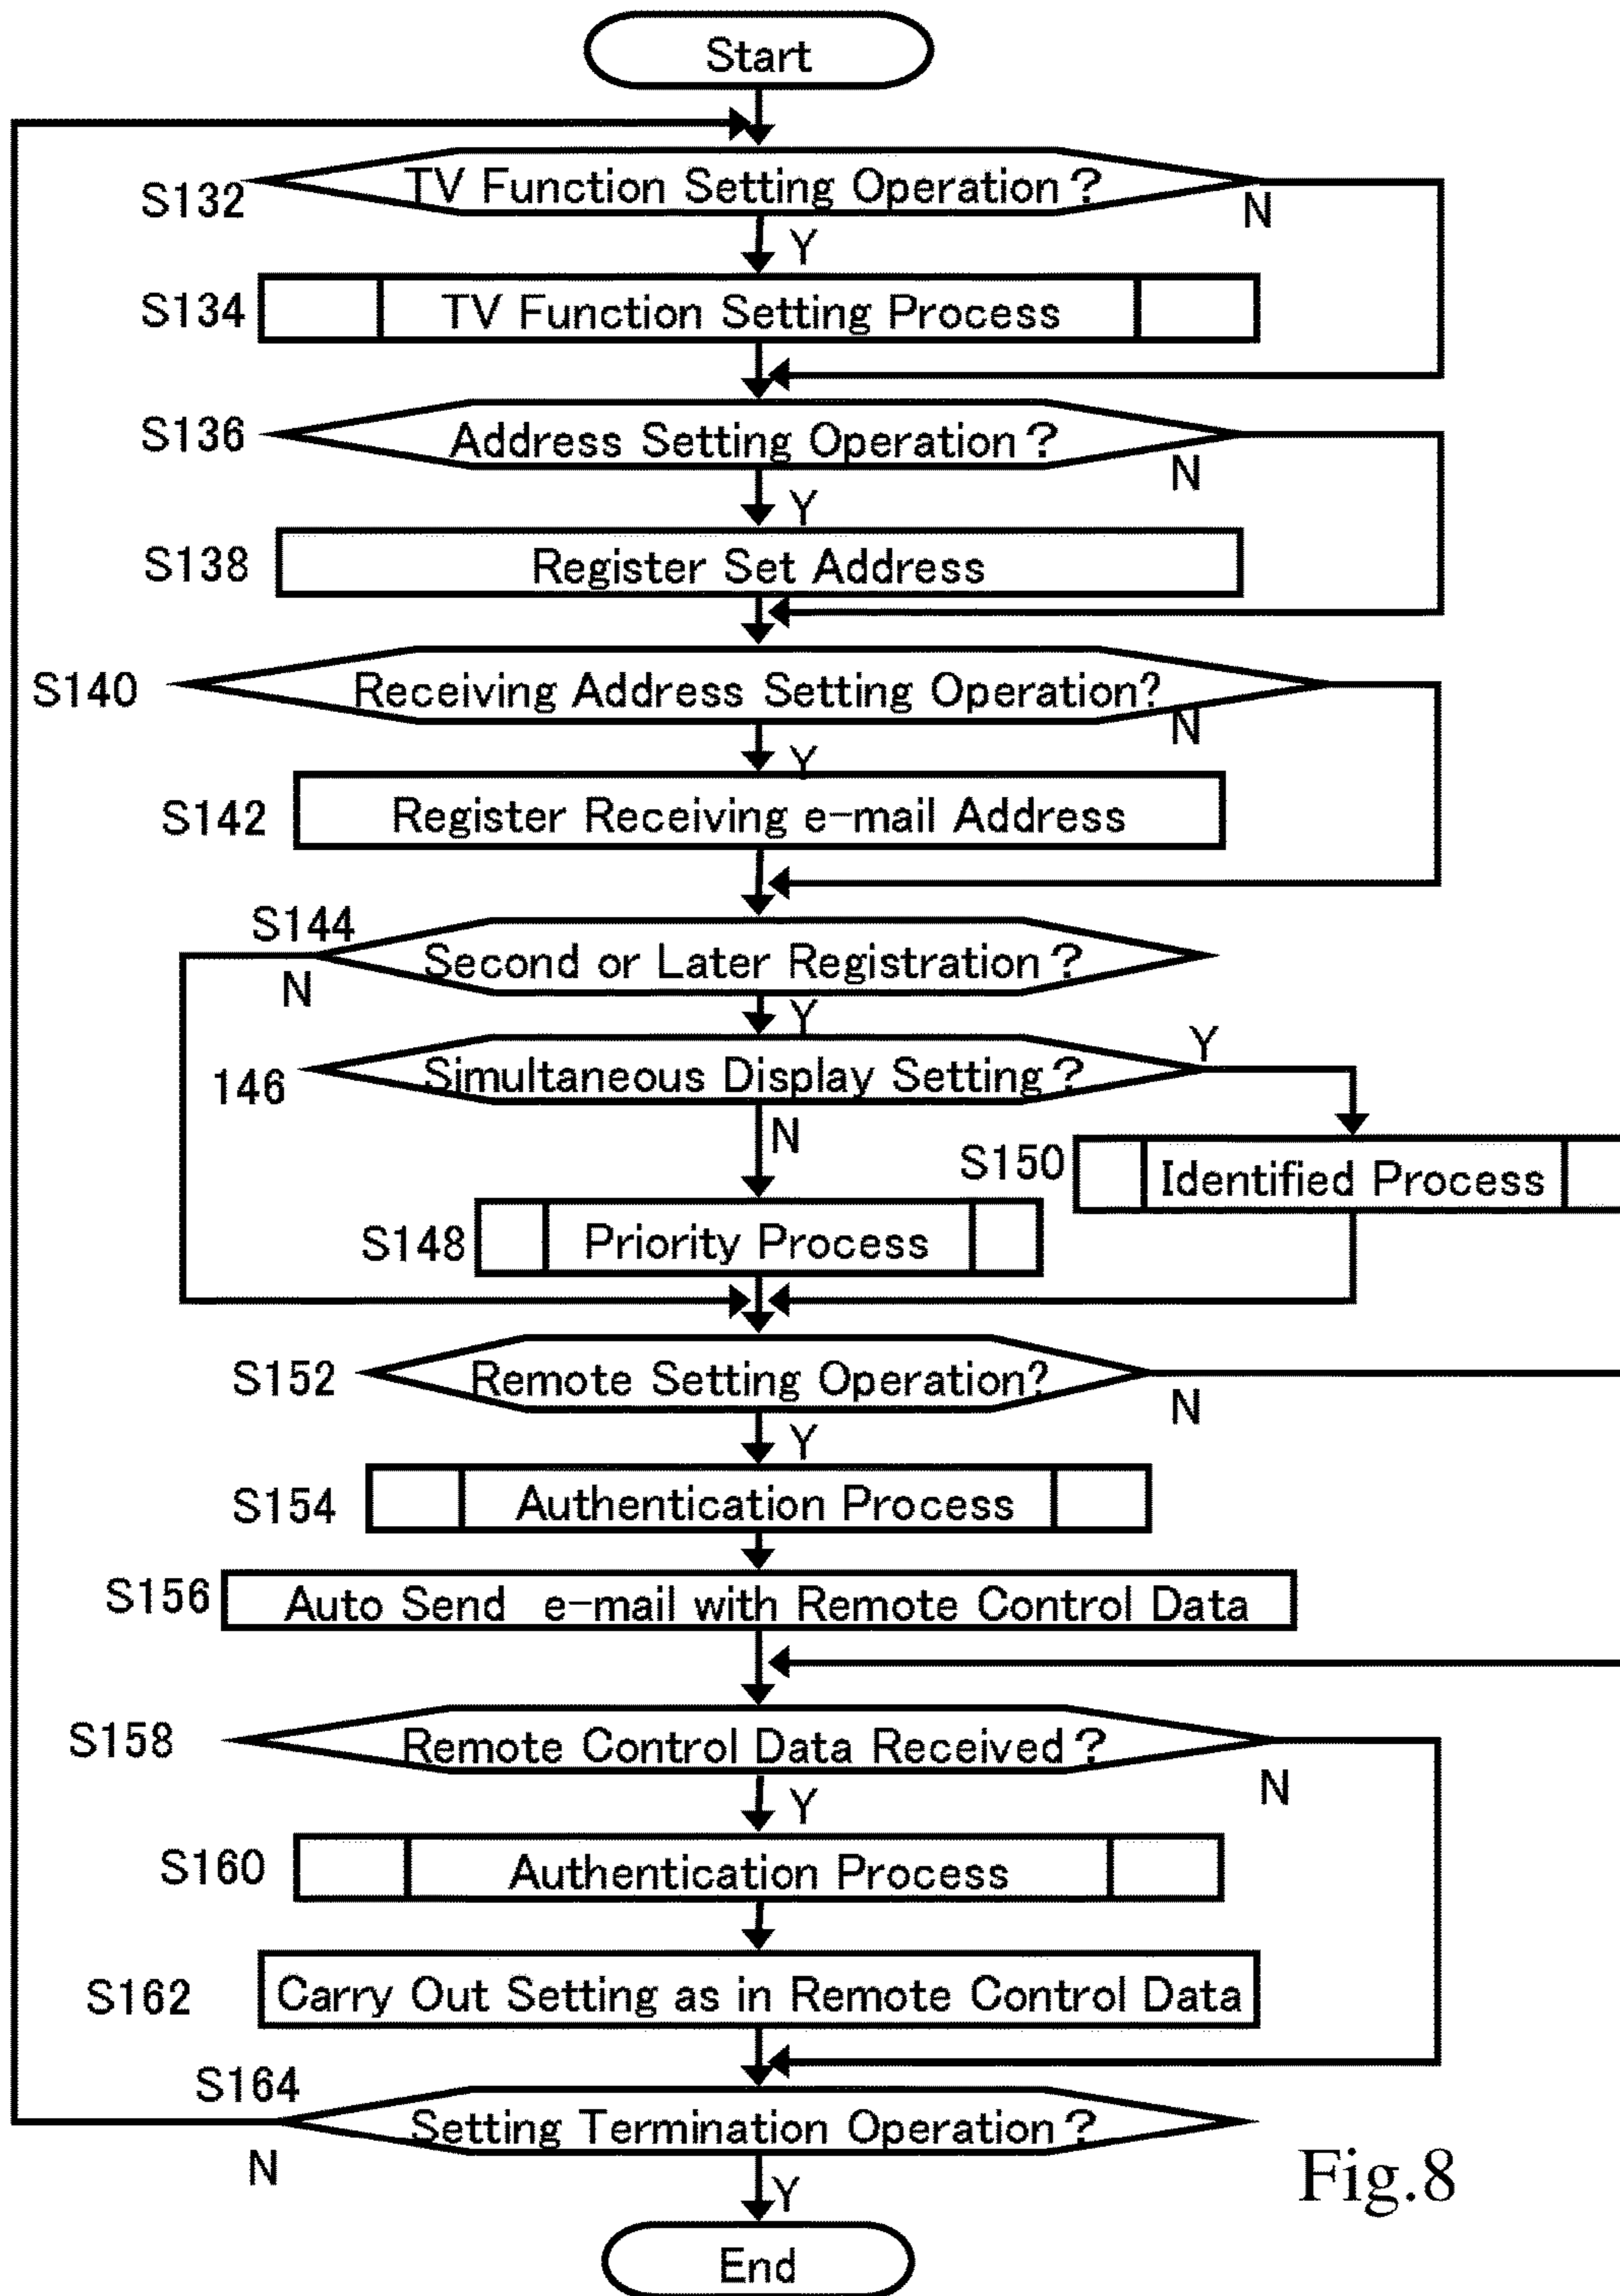 Start
S132
TV Function Setting Operation?
N
Y
S134
TV Function Setting Process
S136
Address Setting Operation?
N
Y
S138
Register Set Address
S140
Receiving Address Setting Operation?
N
Y
S142
Register Receiving e-mail Address
S144
Second or Later Registration?
N
Y
146
Simultaneous Display Setting?
Y
N
S150
Identified Process
S148
Priority Process
S152
Remote Setting Operation?
N
Y
S154
Authentication Process
S156
Auto Send e-mail with Remote Control Data
S158
Remote Control Data Received?
N
Y
S160
Authentication Process
S162
Carry Out Setting as in Remote Control Data
S164
Setting Termination Operation?
N
Y
Fig.8
End